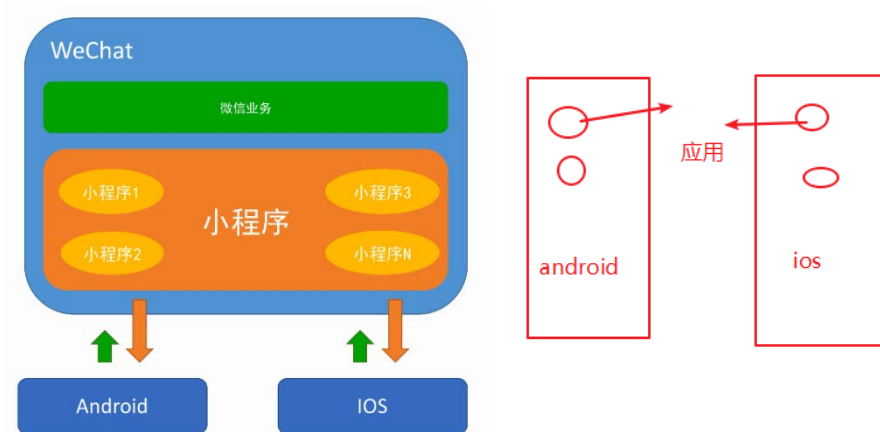 WeChat
微信业务
小程序1
小程序3
小程序
小程序2
小程序N
Android
IOS
应用
android
ios